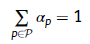 ∑_{p∈𝒫} α_p = 1